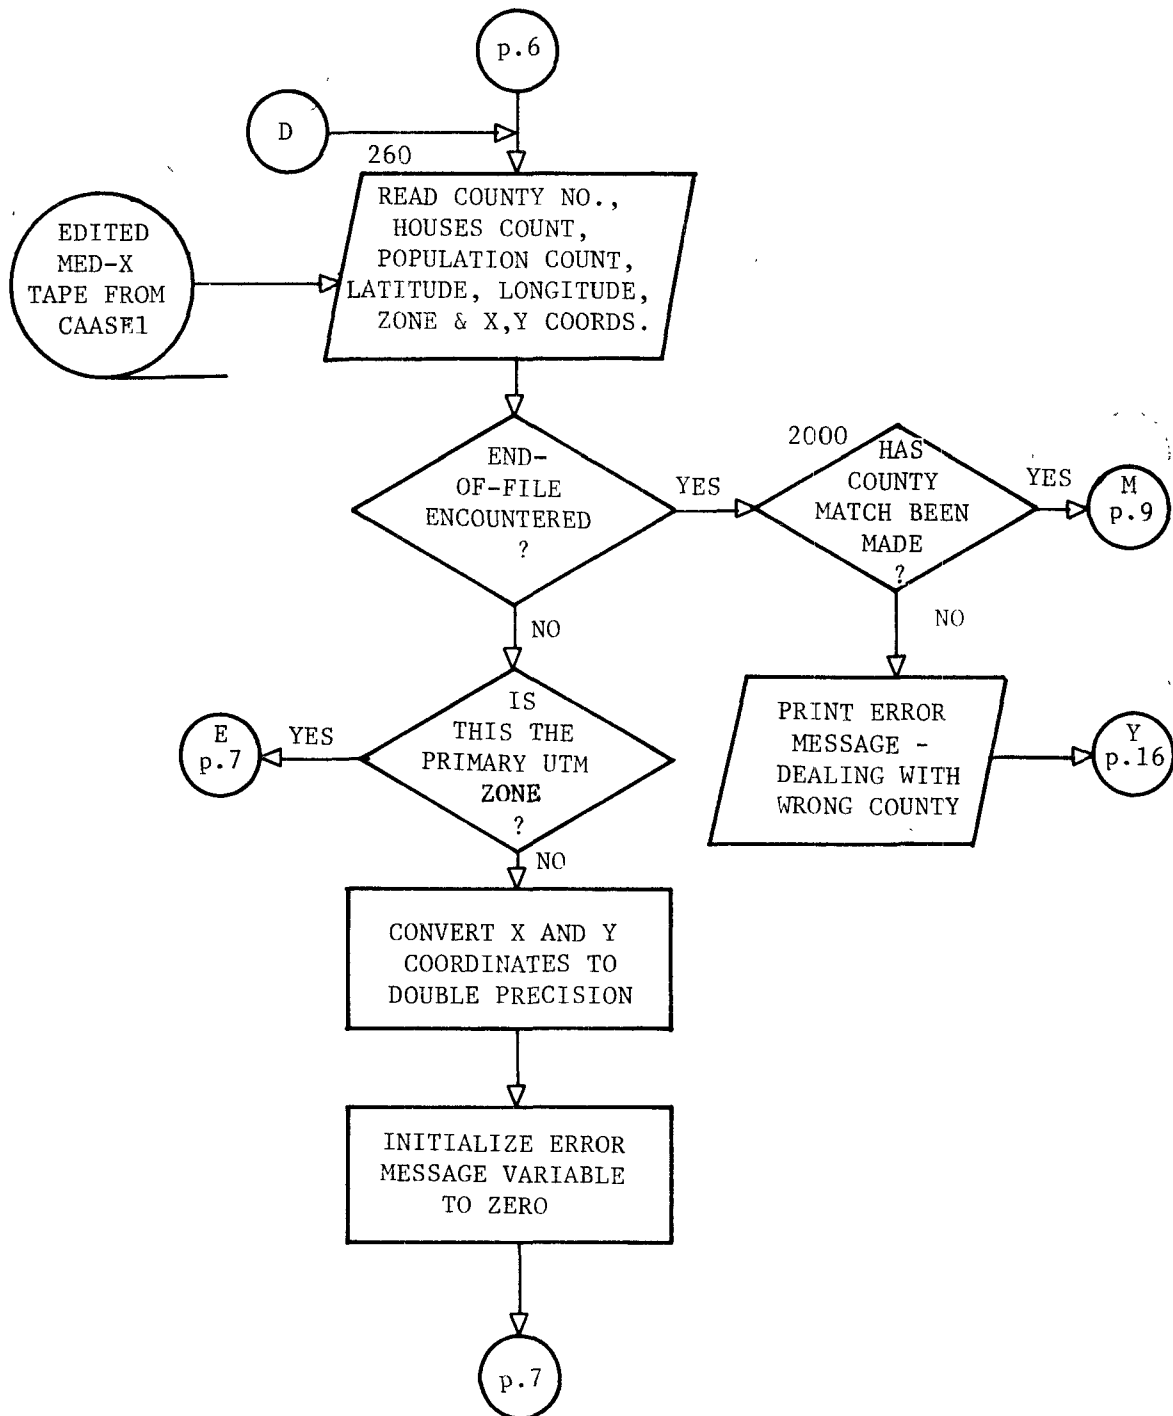 p.6
D
260
READ COUNTY NO.,
HOUSES COUNT,
POPULATION COUNT,
LATITUDE, LONGITUDE,
ZONE & X,Y COORDS.
EDITED
MED-X
TAPE FROM
CAASE1
END-
OF-FILE
ENCOUNTERED
?
YES
2000
HAS
COUNTY
MATCH BEEN
MADE
?
YES
M
p.9
NO
NO
IS
THIS THE
PRIMARY UTM
ZONE
?
YES
E
p.7
PRINT ERROR
MESSAGE -
DEALING WITH
WRONG COUNTY
Y
p.16
NO
CONVERT X AND Y
COORDINATES TO
DOUBLE PRECISION
INITIALIZE ERROR
MESSAGE VARIABLE
TO ZERO
p.7